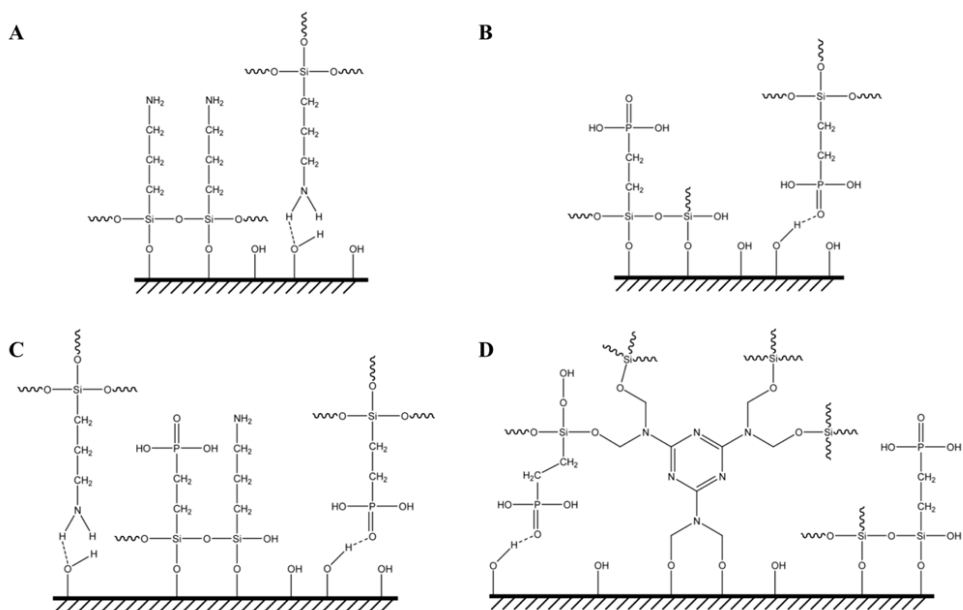 A
O
O Si O
NH₂ NH₂ CH₂
CH₂ CH₂ CH₂
CH₂ CH₂ CH₂
CH₂ CH₂ N
O Si O Si O H H
H
O O OH O OH
B
O
O Si O
O
HO P OH CH₂
CH₂ CH₂
CH₂ HO P OH
O Si O Si OH O
H
O O OH O OH
C
O
O Si O O
O Si O
CH₂ O NH₂
CH₂ HO P OH CH₂ CH₂
CH₂ CH₂ CH₂ CH₂
N CH₂ CH₂ HO P OH
H H O Si O Si OH O
H H
O O O OH O OH
D
Si Si
OH
O O O
O
O Si O N N N O Si HO P OH
CH₂ CH₂
CH₂ N N CH₂
HO P OH
N
O Si O Si OH
H O
O OH O O OH O O